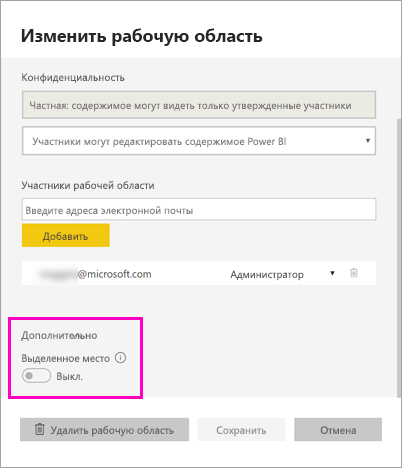 Изменить рабочую область
Конфиденциальность
Частная: содержимое могут видеть только утвержденные участники
Участники могут редактировать содержимое Power BI
Участники рабочей области
Введите адреса электронной почты
Добавить
@microsoft.com Администратор
Дополнительно
Выделенное место
Выкл.
Удалить рабочую область Сохранить Отмена